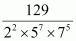 129
2² × 5⁷ × 7⁵